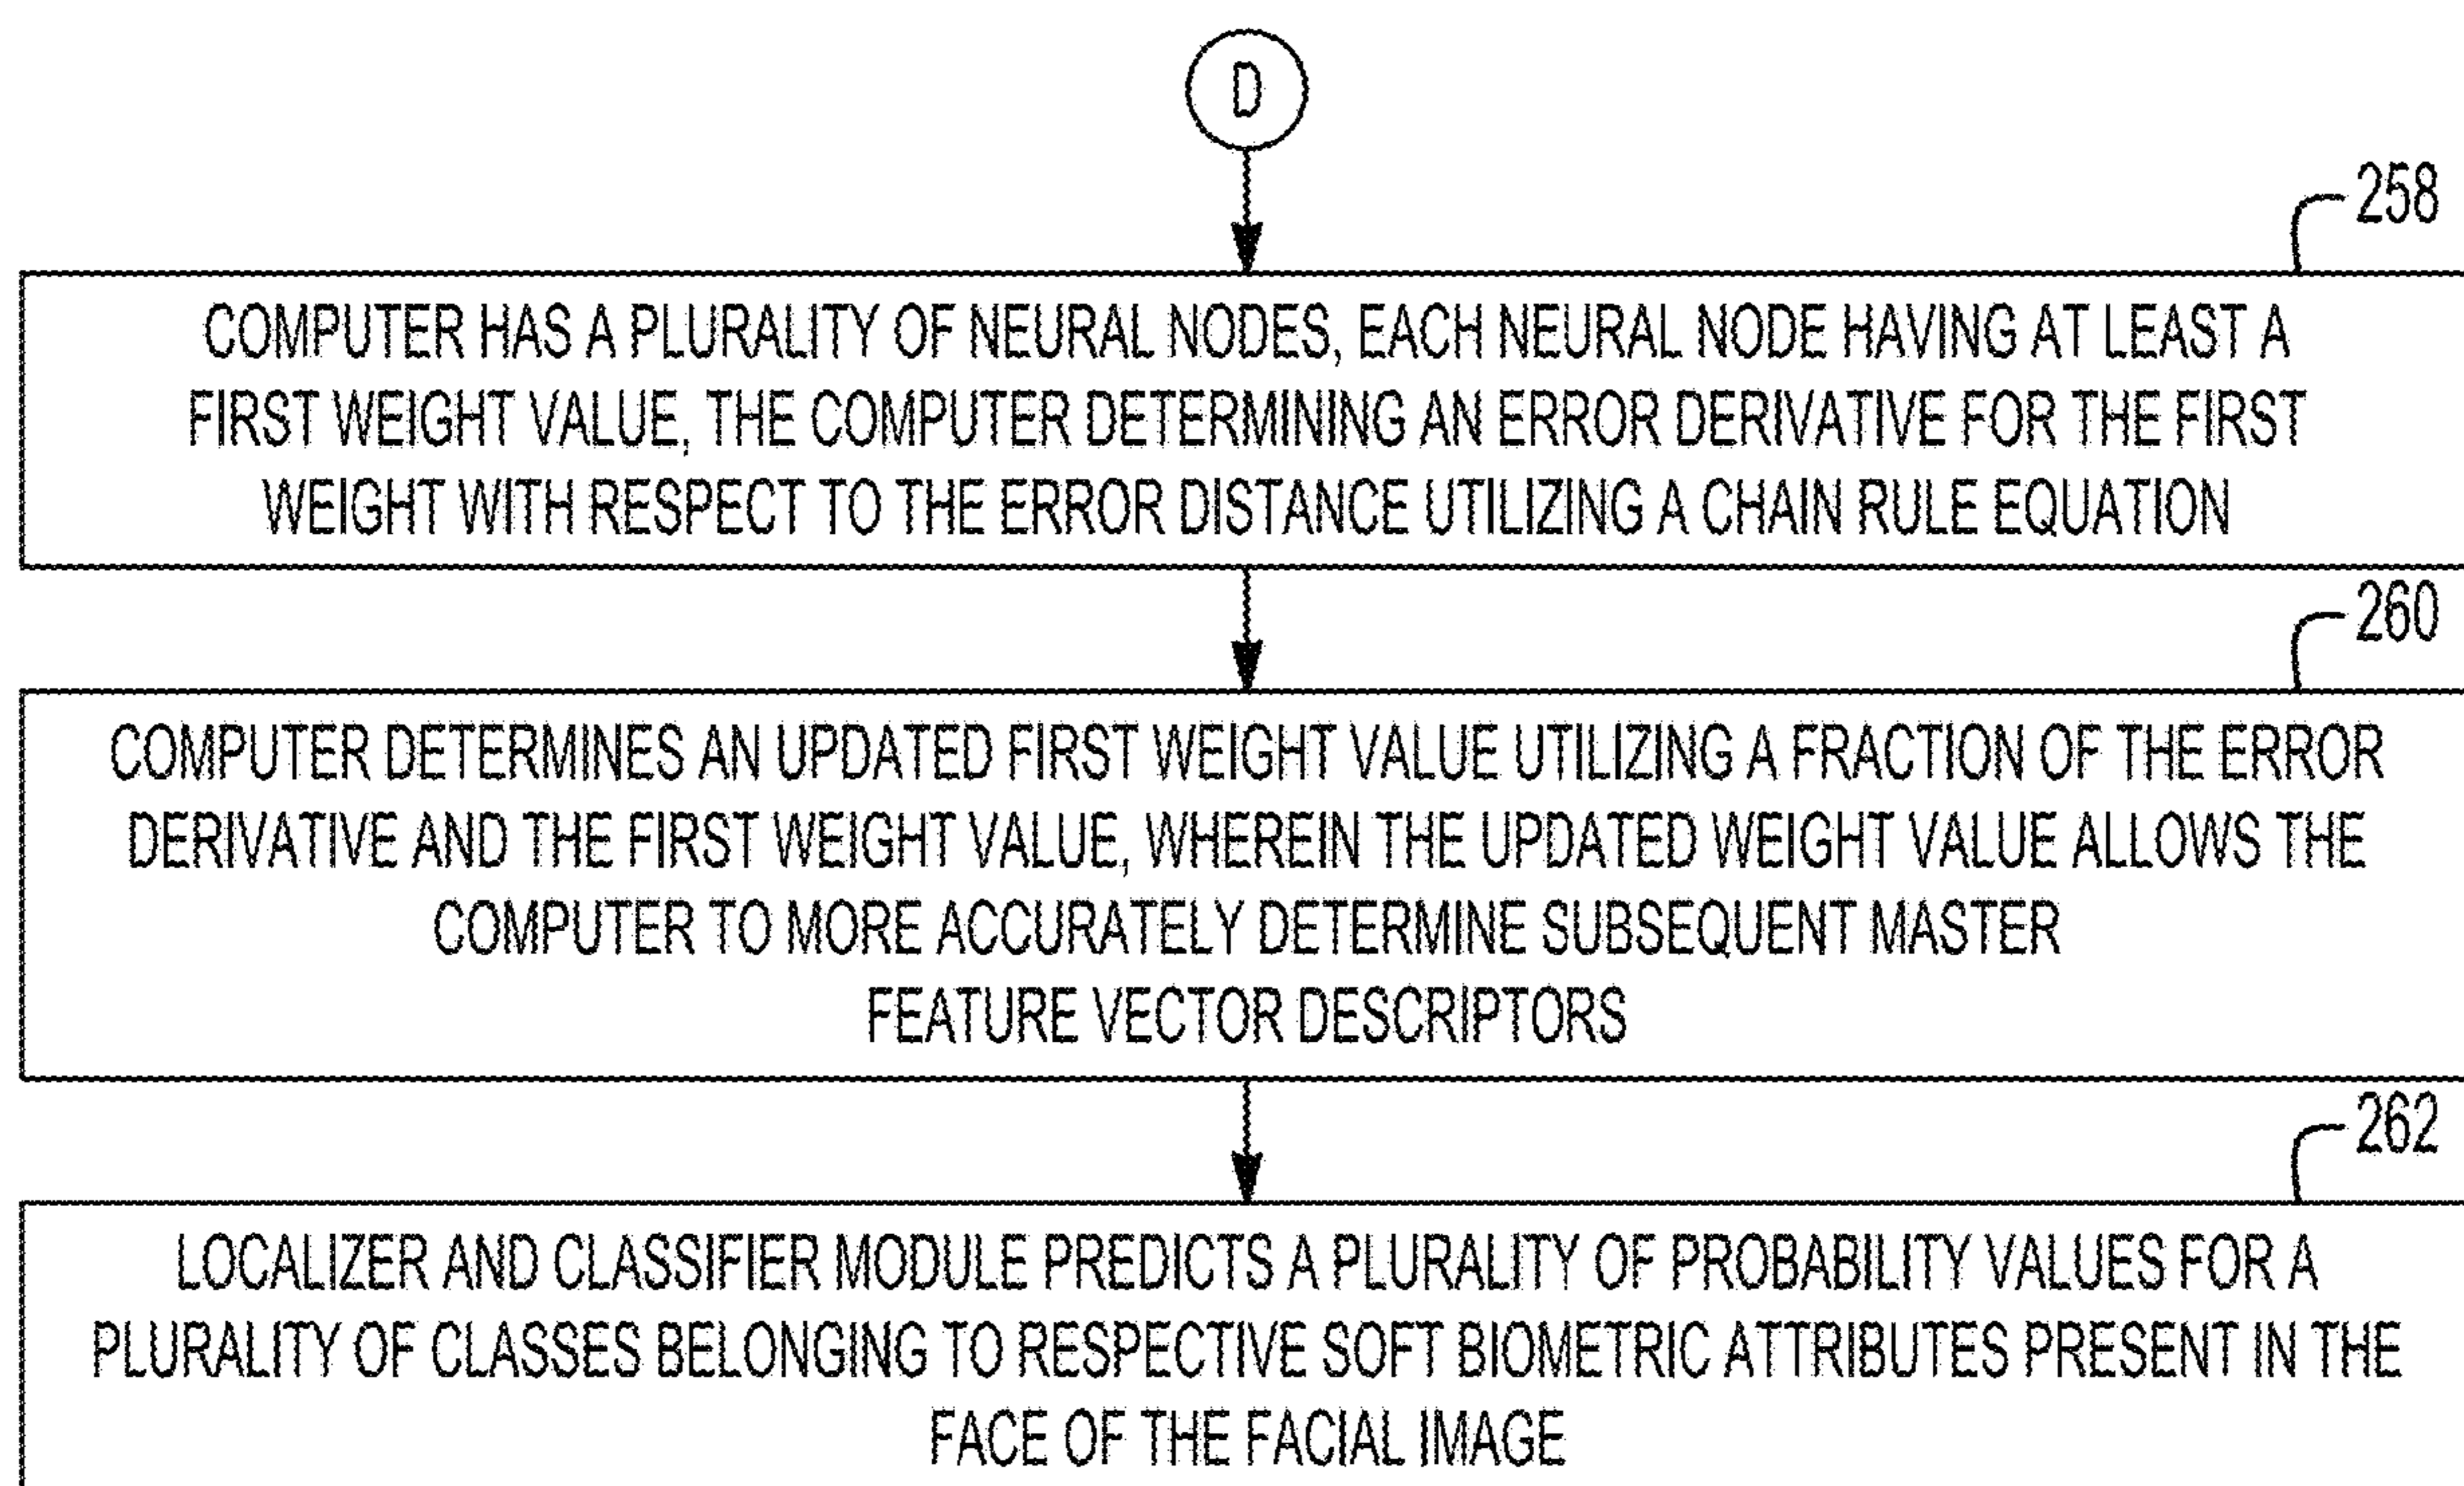 D
258
COMPUTER HAS A PLURALITY OF NEURAL NODES, EACH NEURAL NODE HAVING AT LEAST A
FIRST WEIGHT VALUE, THE COMPUTER DETERMINING AN ERROR DERIVATIVE FOR THE FIRST
WEIGHT WITH RESPECT TO THE ERROR DISTANCE UTILIZING A CHAIN RULE EQUATION
260
COMPUTER DETERMINES AN UPDATED FIRST WEIGHT VALUE UTILIZING A FRACTION OF THE ERROR
DERIVATIVE AND THE FIRST WEIGHT VALUE, WHEREIN THE UPDATED WEIGHT VALUE ALLOWS THE
COMPUTER TO MORE ACCURATELY DETERMINE SUBSEQUENT MASTER
FEATURE VECTOR DESCRIPTORS
262
LOCALIZER AND CLASSIFIER MODULE PREDICTS A PLURALITY OF PROBABILITY VALUES FOR A
PLURALITY OF CLASSES BELONGING TO RESPECTIVE SOFT BIOMETRIC ATTRIBUTES PRESENT IN THE
FACE OF THE FACIAL IMAGE